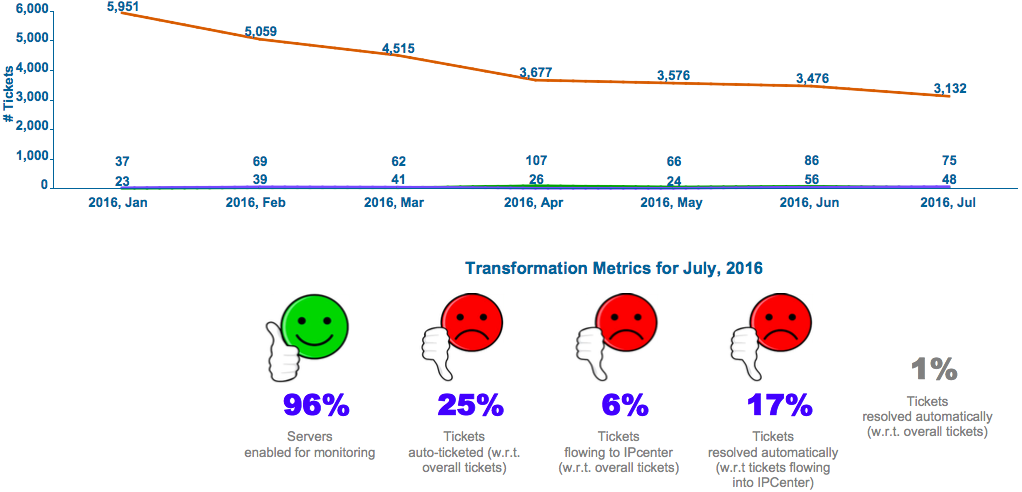 6,000
5,951
5,000
5,059
4,515
4,000
3,677
3,576
3,476
3,132
3,000
# Tickets
2,000
1,000
37 69 62 107 66 86 75
0
23 39 41 26 24 56 48
2016, Jan 2016, Feb 2016, Mar 2016, Apr 2016, May 2016, Jun 2016, Jul
Transformation Metrics for July, 2016
96%
Servers
enabled for monitoring
25%
Tickets
auto-ticketed (w.r.t.
overall tickets)
6%
Tickets
flowing to IPcenter
(w.r.t. overall tickets)
17%
Tickets
resolved automatically
(w.r.t tickets flowing
into IPCenter)
1%
Tickets
resolved automatically
(w.r.t. overall tickets)